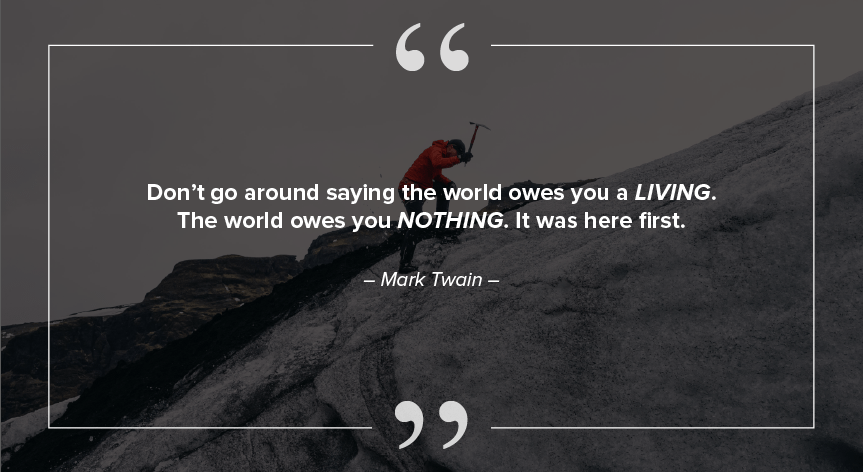 “
Don’t go around saying the world owes you a LIVING.
The world owes you NOTHING. It was here first.
– Mark Twain –
”